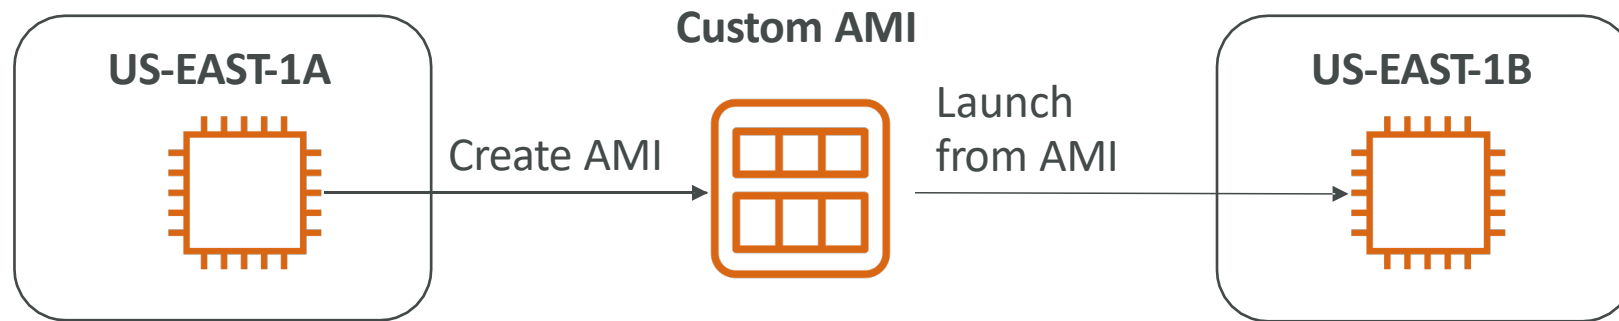 US-EAST-1A
Create AMI
Custom AMI
Launch
from AMI
US-EAST-1B